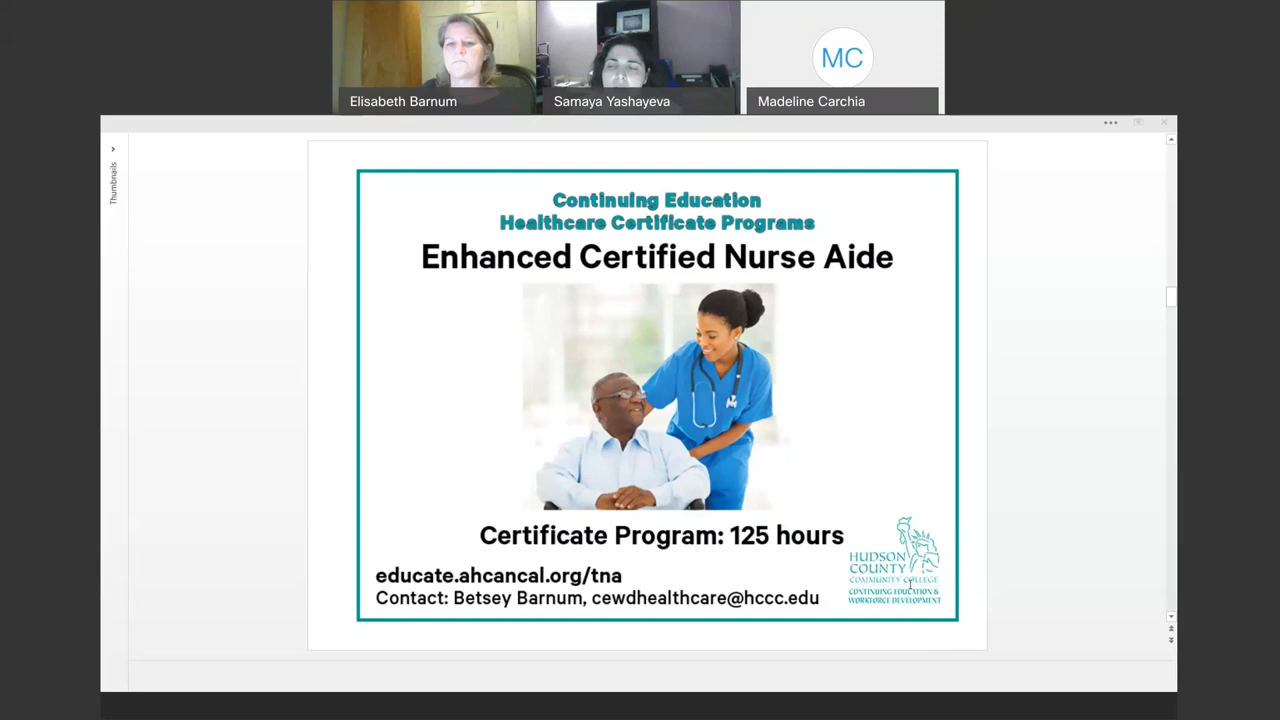 Elisabeth Barnum
Samaya Yashayeva
MC
Madeline Carchia
Thumbnails
Continuing Education
Healthcare Certificate Programs
Enhanced Certified Nurse Aide
Certificate Program: 125 hours
educate.ahcancal.org/tna
Contact: Betsey Barnum, cewdhealthcare@hccc.edu
HUDSON
COUNTY
COMMUNITY COLLEGE
CONTINUING EDUCATION &
WORKFORCE DEVELOPMENT